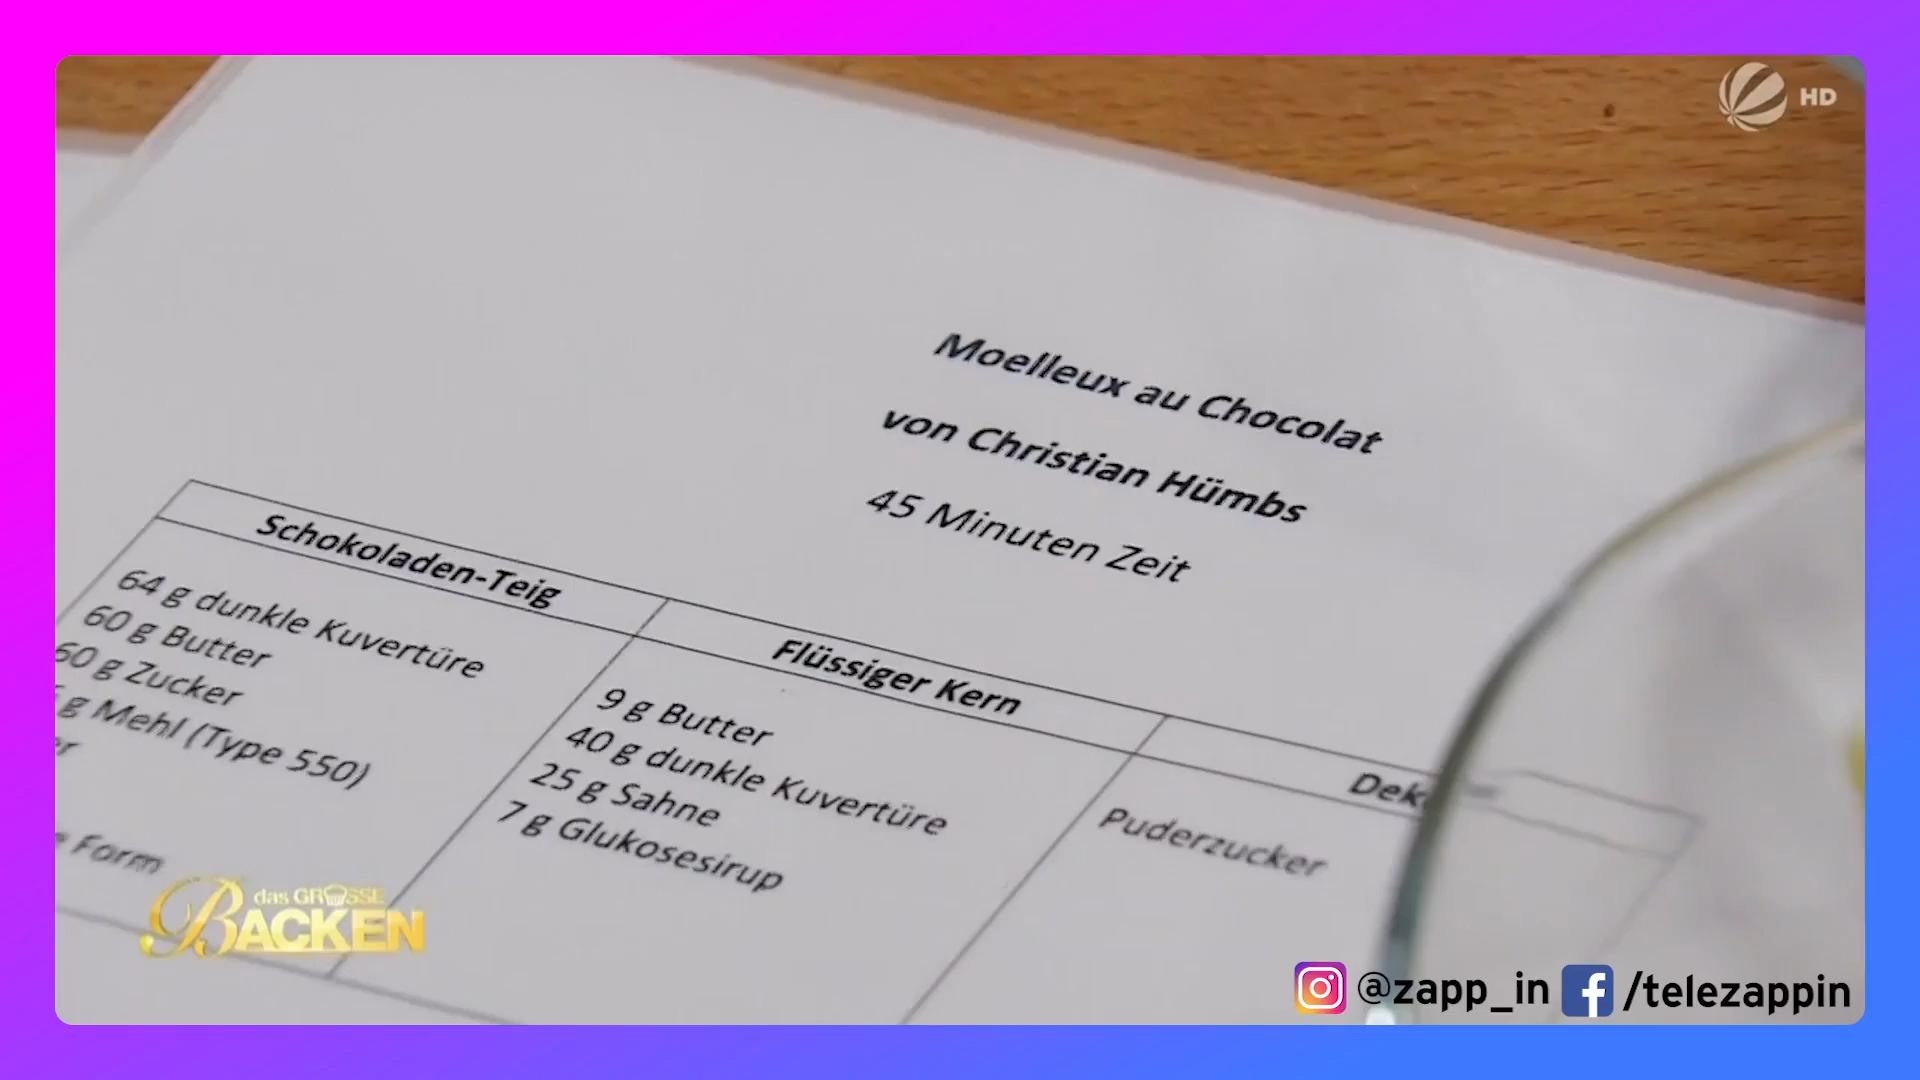 HD
Moelleux au Chocolat
von Christian Hümbs
45 Minuten Zeit
Schokoladen-Teig
64 g dunkle Kuvertüre
60 g Butter
60 g Zucker
g Mehl (Type 550)
Form
Flüssiger Kern
9 g Butter
40 g dunkle Kuvertüre
25 g Sahne
7 g Glukosesirup
Puderzucker
das GROSSE
BACKEN
@zapp_in /telezappin